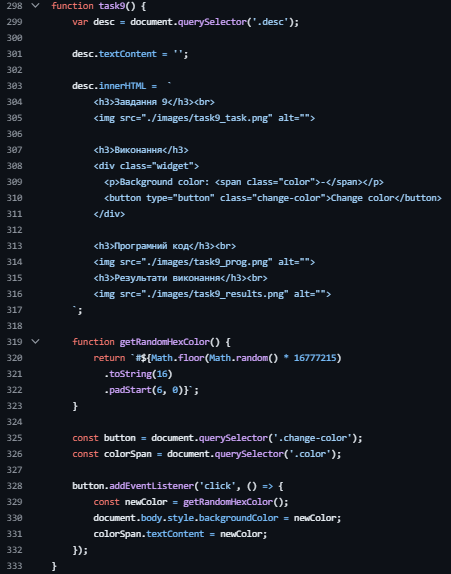 298 function task9() {
299 var desc = document.querySelector('.desc');
300
301 desc.textContent = '';
302
303 desc.innerHTML = `
304 <h3>Завдання 9</h3><br>
305 <img src="./images/task9_task.png" alt="">
306
307 <h3>Виконання</h3>
308 <div class="widget">
309 <p>Background color: <span class="color">-</span></p>
310 <button type="button" class="change-color">Change color</button>
311 </div>
312
313 <h3>Програмний код</h3><br>
314 <img src="./images/task9_prog.png" alt="">
315 <h3>Результати виконання</h3><br>
316 <img src="./images/task9_results.png" alt="">
317 `;
318
319 function getRandomHexColor() {
320 return `#${Math.floor(Math.random() * 16777215)
321 .toString(16)
322 .padStart(6, 0)}`;
323 }
324
325 const button = document.querySelector('.change-color');
326 const colorSpan = document.querySelector('.color');
327
328 button.addEventListener('click', () => {
329 const newColor = getRandomHexColor();
330 document.body.style.backgroundColor = newColor;
331 colorSpan.textContent = newColor;
332 });
333 }